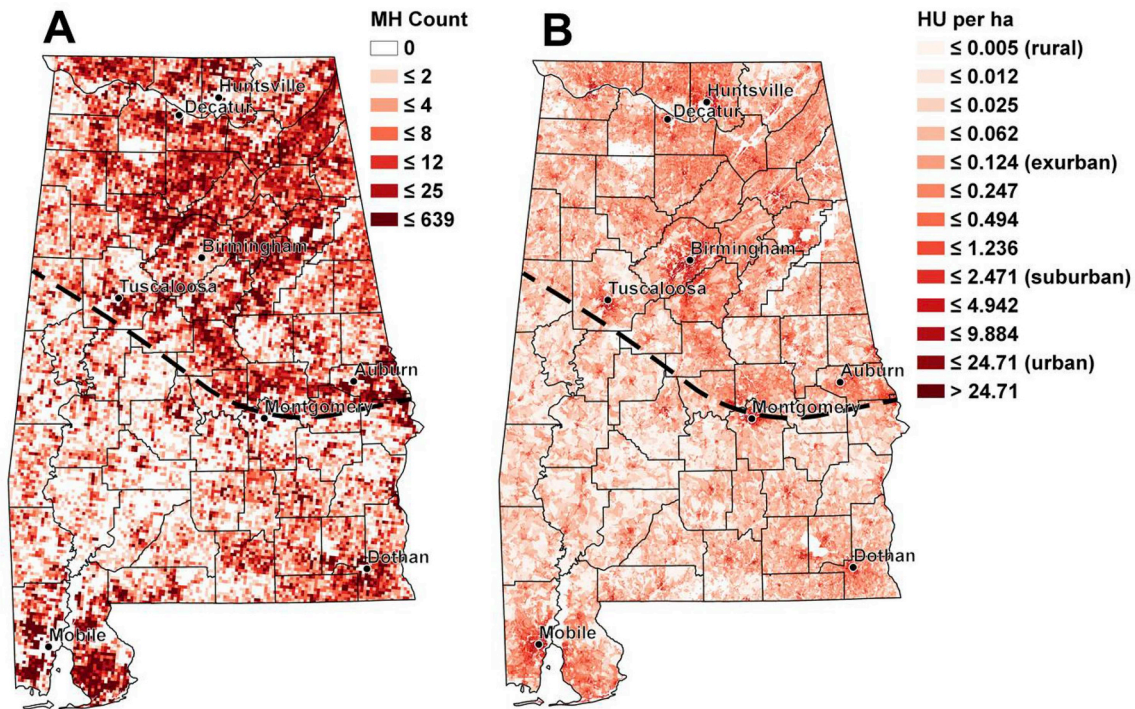 A
MH Count
0
≤ 2
≤ 4
≤ 8
≤ 12
≤ 25
≤ 639
Huntsville
Decatur
Birmingham
Tuscaloosa
Auburn
Montgomery
Dothan
Mobile
B
HU per ha
≤ 0.005 (rural)
≤ 0.012
≤ 0.025
≤ 0.062
≤ 0.124 (exurban)
≤ 0.247
≤ 0.494
≤ 1.236
≤ 2.471 (suburban)
≤ 4.942
≤ 9.884
≤ 24.71 (urban)
> 24.71
Huntsville
Decatur
Birmingham
Tuscaloosa
Auburn
Montgomery
Dothan
Mobile